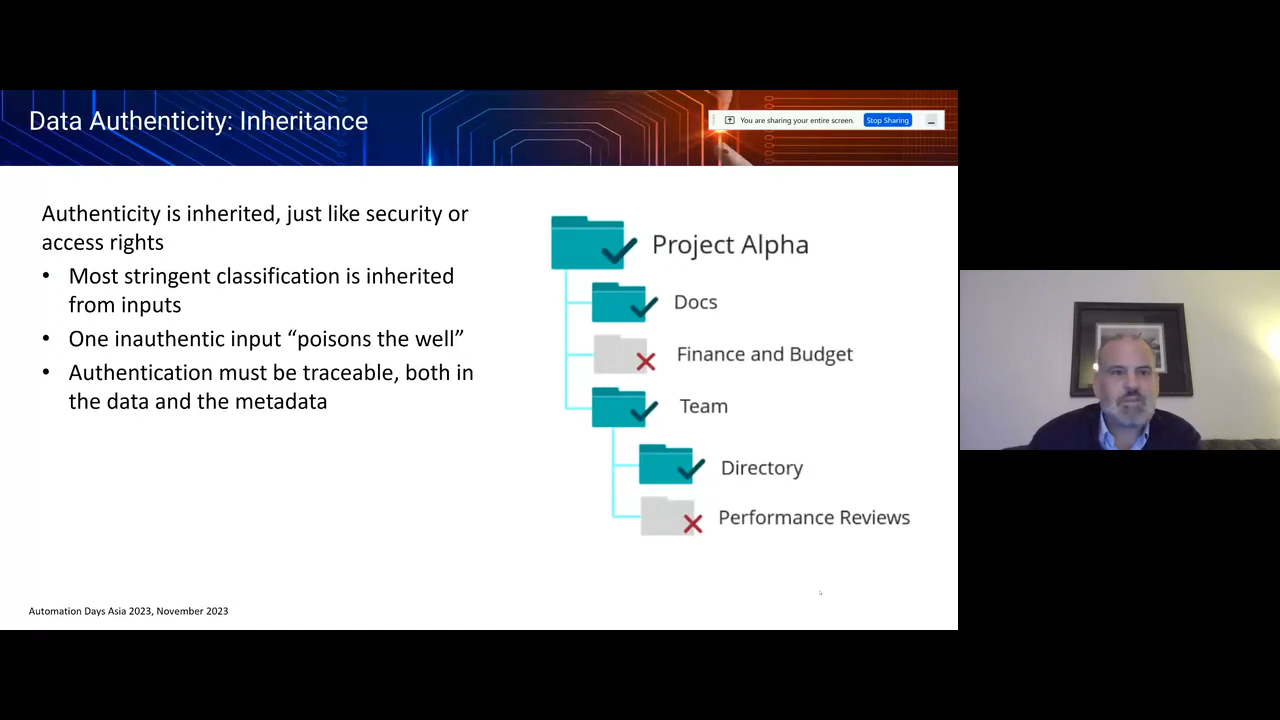 Data Authenticity: Inheritance
You are sharing your entire screen.
Stop Sharing
Authenticity is inherited, just like security or
access rights
• Most stringent classification is inherited
from inputs
• One inauthentic input “poisons the well”
• Authentication must be traceable, both in
the data and the metadata
Project Alpha
Docs
Finance and Budget
Team
Directory
Performance Reviews
Automation Days Asia 2023, November 2023